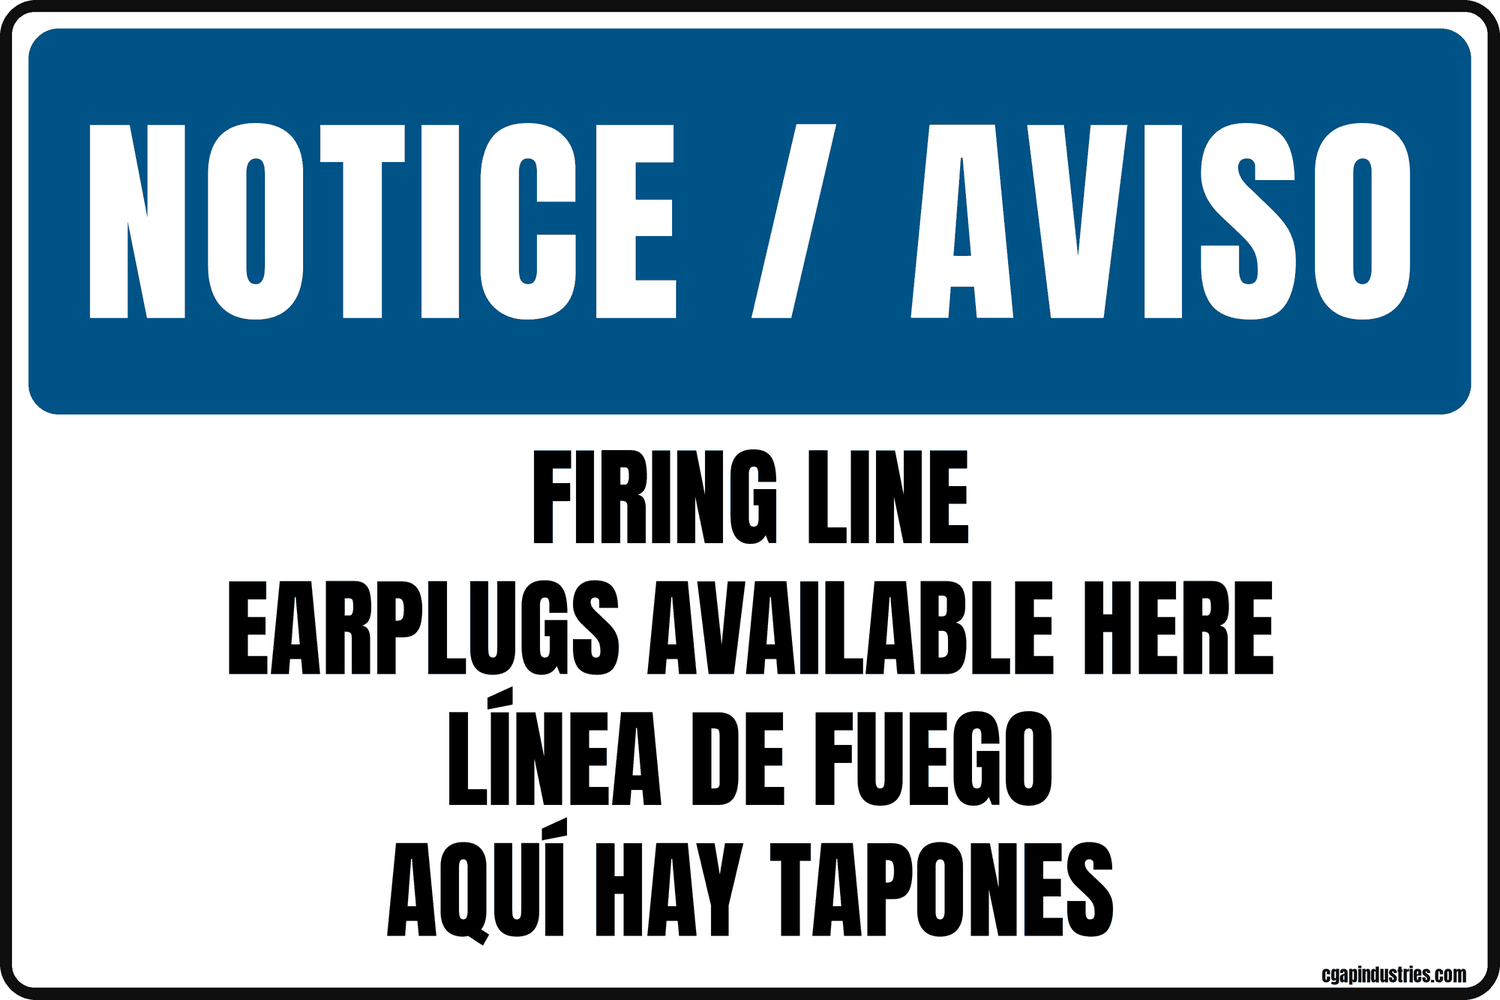 NOTICE / AVISO
FIRING LINE
EARPLUGS AVAILABLE HERE
LÍNEA DE FUEGO
AQUÍ HAY TAPONES
cgapindustries.com